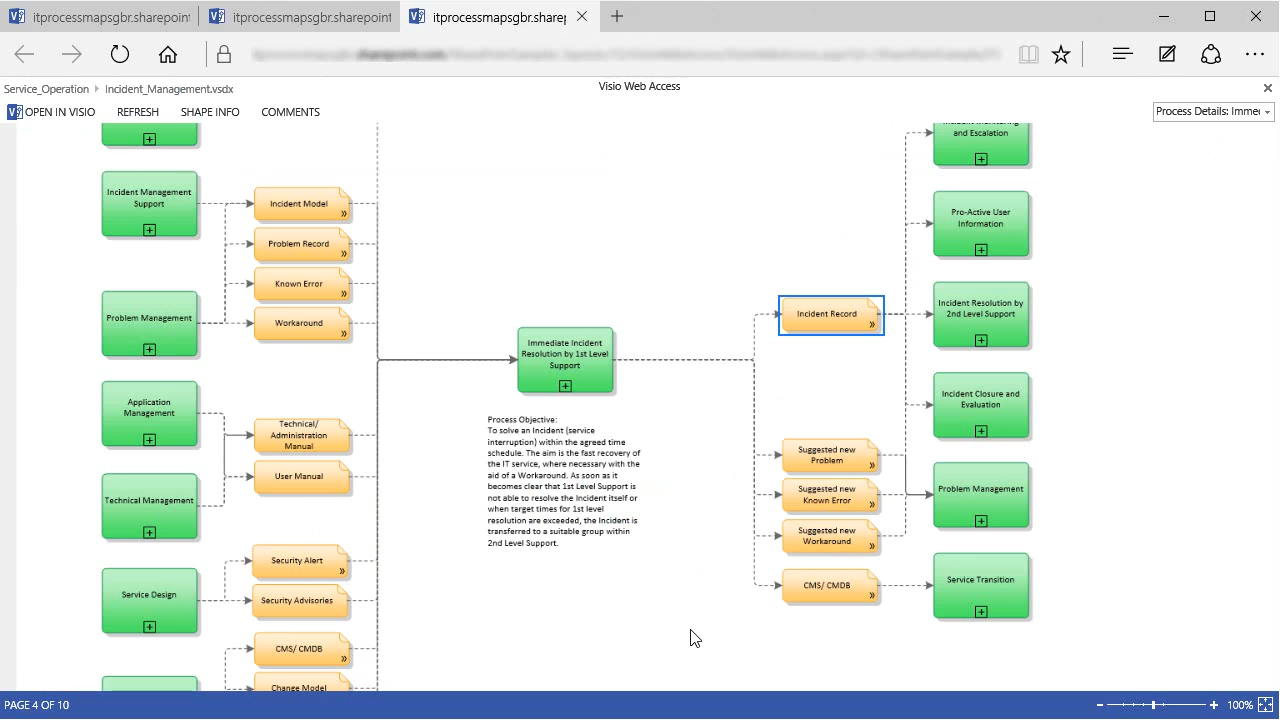 itprocessmapsgbr.sharepoint
itprocessmapsgbr.sharepoint
itprocessmapsgbr.sharep
Service_Operation
Incident_Management.vsdx
Visio Web Access
OPEN IN VISIO
REFRESH
SHAPE INFO
COMMENTS
Process Details: Imme
Incident Management
Support
Problem Management
Application
Management
Technical Management
Service Design
Incident Model
Problem Record
Known Error
Workaround
Technical/
Administration
Manual
User Manual
Security Alert
Security Advisories
CMS/ CMDB
Change Model
Immediate Incident
Resolution by 1st Level
Support
Process Objective:
To solve an Incident (service
interruption) within the agreed time
schedule. The aim is the fast recovery of
the IT service, where necessary with the
aid of a Workaround. As soon as it
becomes clear that 1st Level Support is
not able to resolve the Incident itself or
when target times for 1st level
resolution are exceeded, the Incident is
transferred to a suitable group within
2nd Level Support.
Incident Record
Suggested new
Problem
Suggested new
Known Error
Suggested new
Workaround
CMS/ CMDB
Incident Monitoring
and Escalation
Pro-Active User
Information
Incident Resolution by
2nd Level Support
Incident Closure and
Evaluation
Problem Management
Service Transition
PAGE 4 OF 10
100%